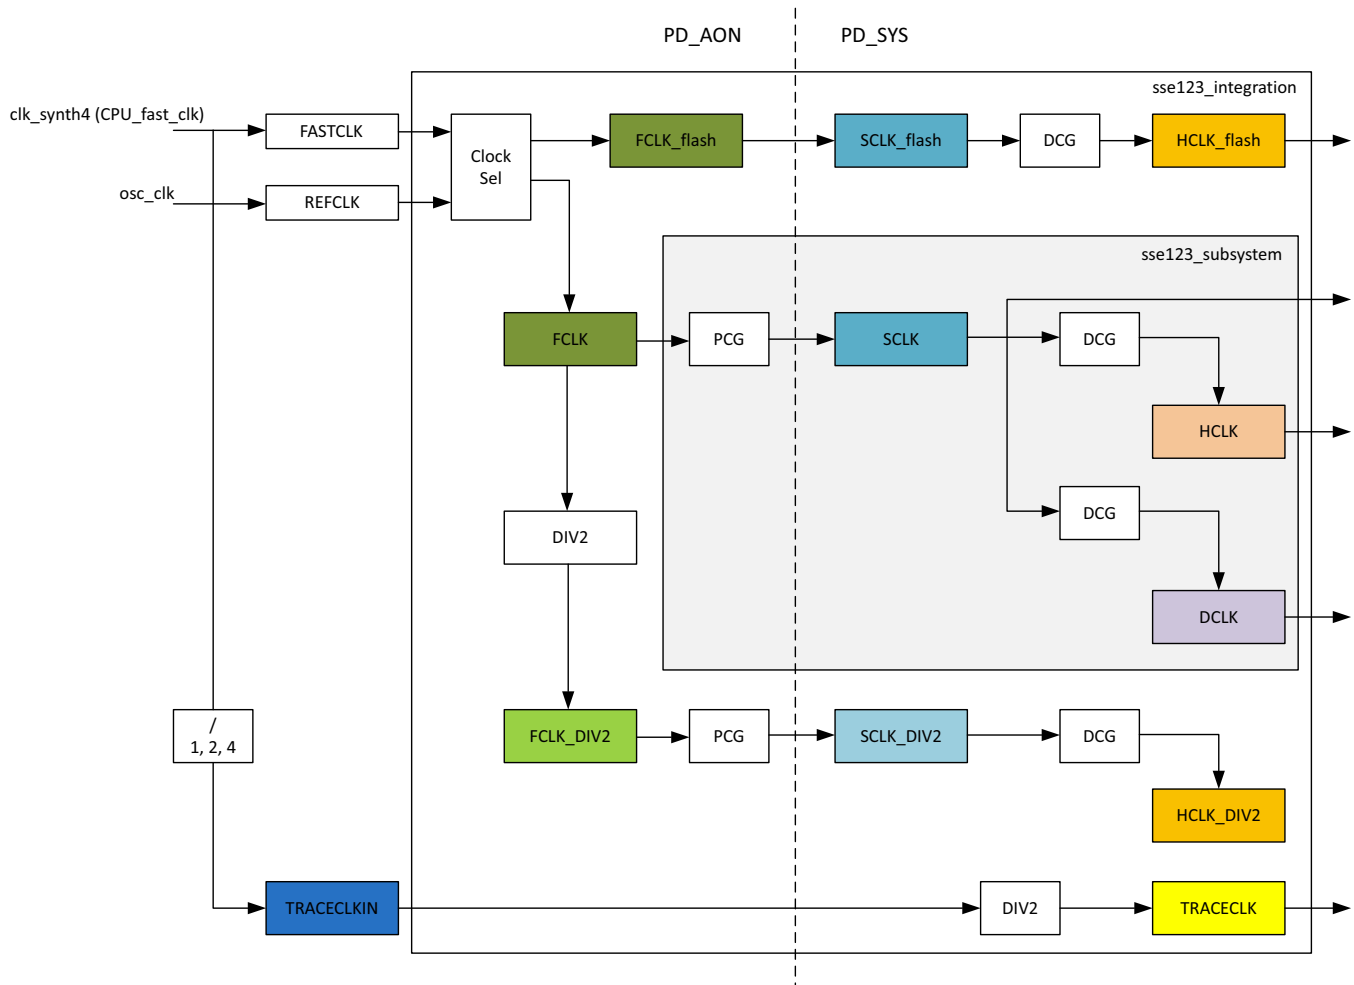 PD_AON
PD_SYS
sse123_integration
clk_synth4 (CPU_fast_clk)
FASTCLK
Clock
Sel
FCLK_flash
SCLK_flash
DCG
HCLK_flash
osc_clk
REFCLK
sse123_subsystem
FCLK
PCG
SCLK
DCG
HCLK
DCG
DIV2
DCLK
/
1, 2, 4
FCLK_DIV2
PCG
SCLK_DIV2
DCG
HCLK_DIV2
TRACECLKIN
DIV2
TRACECLK